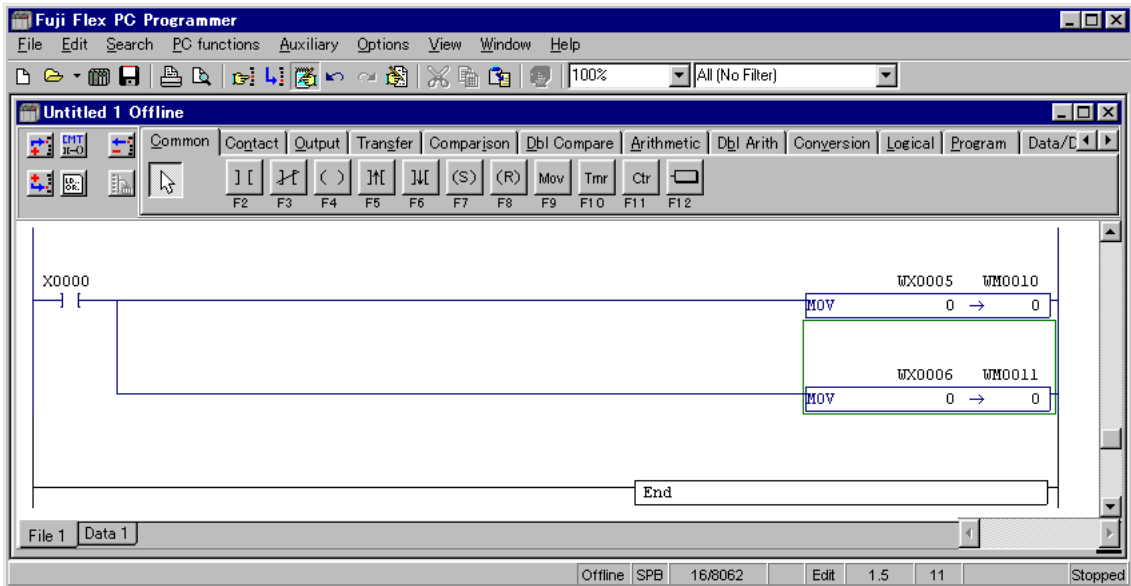 Fuji Flex PC Programmer
File Edit Search PC functions Auxiliary Options View Window Help
100% All (No Filter)
Untitled 1 Offline
CMT Common Contact Output Transfer Comparison Dbl Compare Arithmetic Dbl Arith Conversion Logical Program Data/D
LD.. OR.. ] [ ( ) ]↑[ ]↓[ (S) (R) Mov Tmr Ctr
F2 F3 F4 F5 F6 F7 F8 F9 F10 F11 F12
X0000 WX0005 WM0010
MOV 0 → 0
WX0006 WM0011
MOV 0 → 0
End
File 1 Data 1
Offline SPB 16/8062 Edit 1.5 11 Stopped